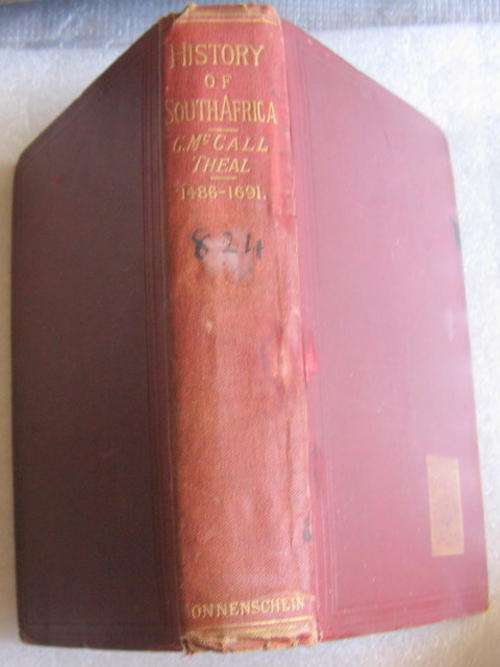 HISTORY
OF
SOUTH AFRICA
G. McCALL
THEAL
1486-1691.
824
SONNENSCHEIN